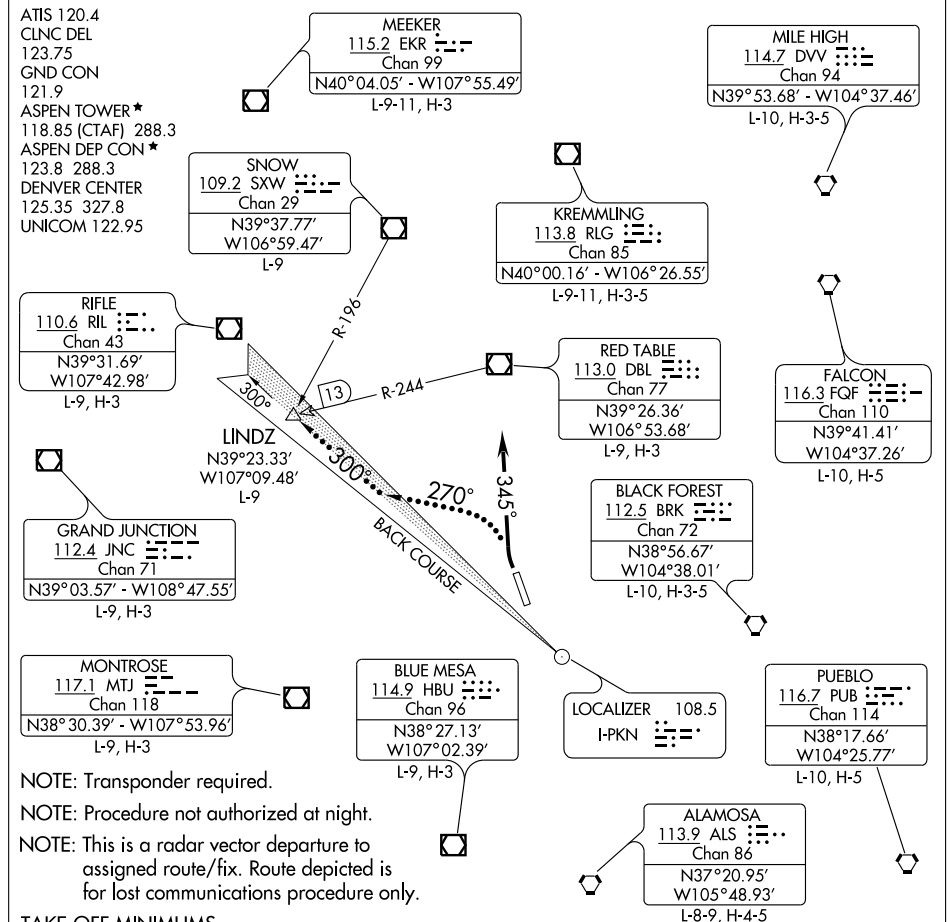 ATIS 120.4
CLNC DEL
123.75
GND CON
121.9
ASPEN TOWER★
118.85 (CTAF) 288.3
ASPEN DEP CON★
123.8 288.3
DENVER CENTER
125.35 327.8
UNICOM 122.95
MEEKER
115.2 EKR
Chan 99
N40°04.05' - W107°55.49'
L-9-11, H-3
MILE HIGH
114.7 DVV
Chan 94
N39°53.68' - W104°37.46'
L-10, H-3-5
SNOW
109.2 SXW
Chan 29
N39°37.77'
W106°59.47'
L-9
KREMMLING
113.8 RLG
Chan 85
N40°00.16' - W106°26.55'
L-9-11, H-3-5
RIFLE
110.6 RIL
Chan 43
N39°31.69'
W107°42.98'
L-9, H-3
R-196
RED TABLE
113.0 DBL
Chan 77
N39°26.36'
W106°53.68'
L-9, H-3
FALCON
116.3 FQF
Chan 110
N39°41.41'
W104°37.26'
L-10, H-5
13
R-244
300°
LINDZ
N39°23.33'
W107°09.48'
L-9
300°
270°
345°
BACK COURSE
GRAND JUNCTION
112.4 JNC
Chan 71
N39°03.57' - W108°47.55'
L-9, H-3
BLACK FOREST
112.5 BRK
Chan 72
N38°56.67'
W104°38.01'
L-10, H-3-5
MONTROSE
117.1 MTJ
Chan 118
N38°30.39' - W107°53.96'
L-9, H-3
BLUE MESA
114.9 HBU
Chan 96
N38°27.13'
W107°02.39'
L-9, H-3
LOCALIZER 108.5
I-PKN
PUEBLO
116.7 PUB
Chan 114
N38°17.66'
W104°25.77'
L-10, H-5
NOTE: Transponder required.
NOTE: Procedure not authorized at night.
NOTE: This is a radar vector departure to
assigned route/fix. Route depicted is
for lost communications procedure only.
ALAMOSA
113.9 ALS
Chan 86
N37°20.95'
W105°48.93'
L-8-9, H-4-5
TAKE-OFF MINIMUMS